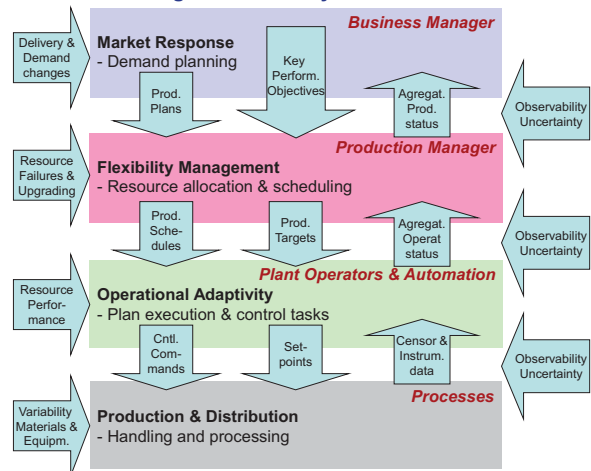 Business Manager
Delivery &
Demand
changes
Market Response
- Demand planning
Key
Perform.
Objectives
Prod.
Plans
Agregat.
Prod.
status
Observability
Uncertainty
Production Manager
Resource
Failures &
Upgrading
Flexibility Management
- Resource allocation & scheduling
Prod.
Sche-
dules
Prod.
Targets
Agregat.
Operat
status
Observability
Uncertainty
Plant Operators & Automation
Resource
Perfor-
mance
Operational Adaptivity
- Plan execution & control tasks
Cntl.
Com-
mands
Set-
points
Censor &
Instrum.
data
Observability
Uncertainty
Processes
Variability
Materials &
Equipm.
Production & Distribution
- Handling and processing